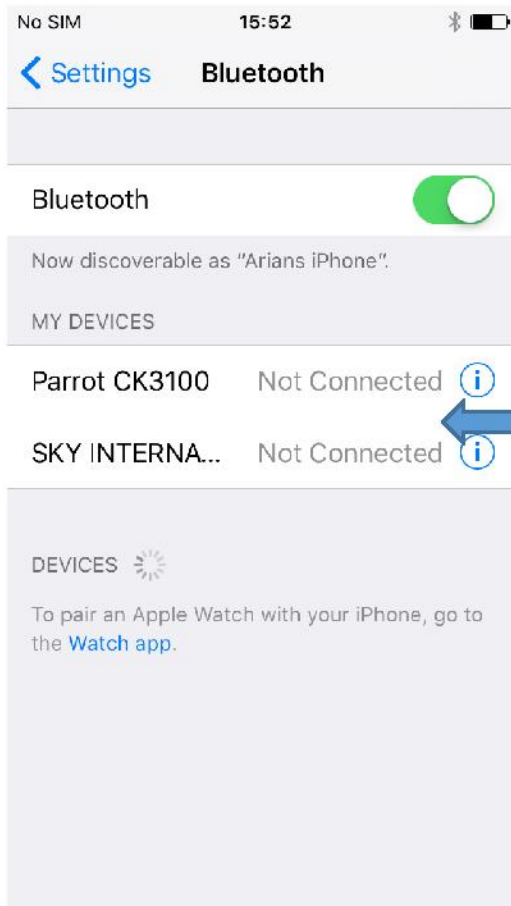 No SIM 15:52
Settings Bluetooth
Bluetooth
Now discoverable as "Arians iPhone".
MY DEVICES
Parrot CK3100 Not Connected i
SKY INTERNA... Not Connected i
DEVICES
To pair an Apple Watch with your iPhone, go to
the Watch app.